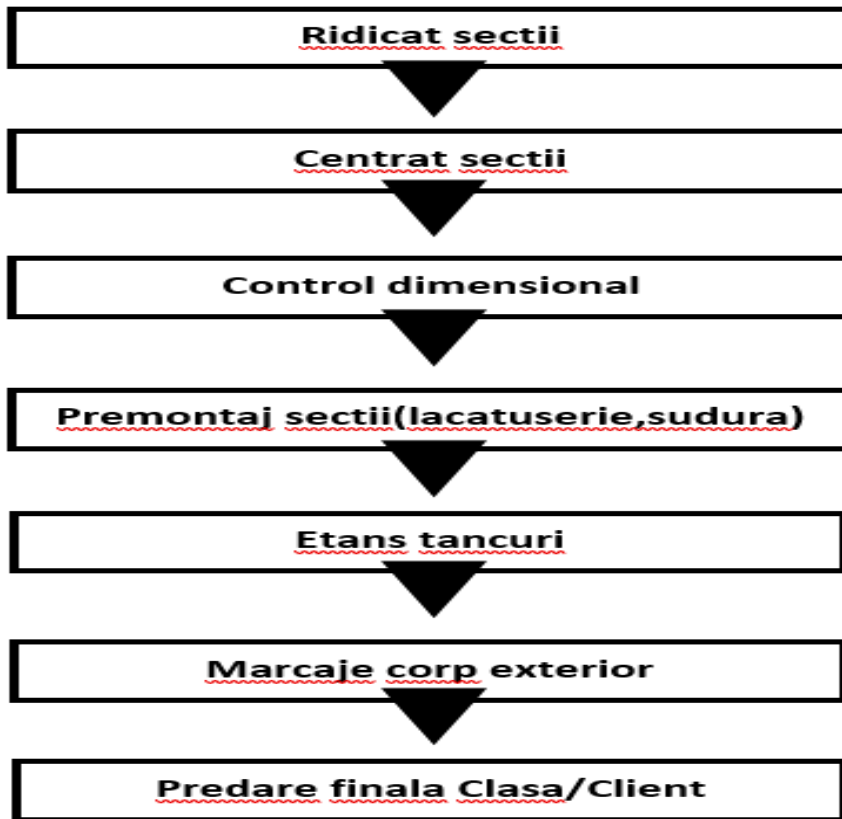 Ridicat sectii
Centrat sectii
Control dimensional
Premontaj sectii(lacatuserie,sudura)
Etans tancuri
Marcaje corp exterior
Predare finala Clasa/Client